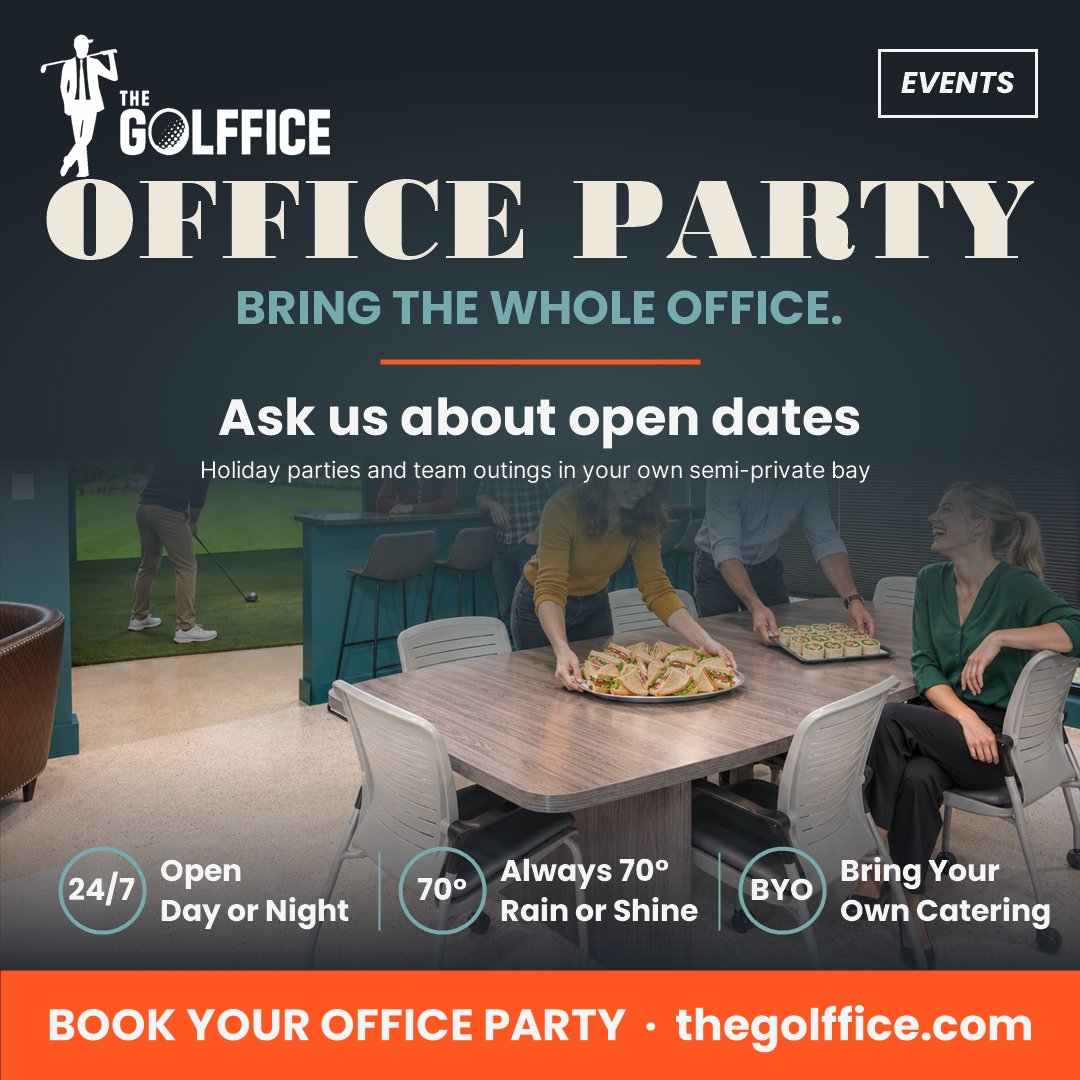 THE
GOLFFICE
EVENTS
OFFICE PARTY
BRING THE WHOLE OFFICE.
Ask us about open dates
Holiday parties and team outings in your own semi-private bay
24/7
Open
Day or Night
70°
Always 70°
Rain or Shine
BYO
Bring Your
Own Catering
BOOK YOUR OFFICE PARTY · thegolffice.com